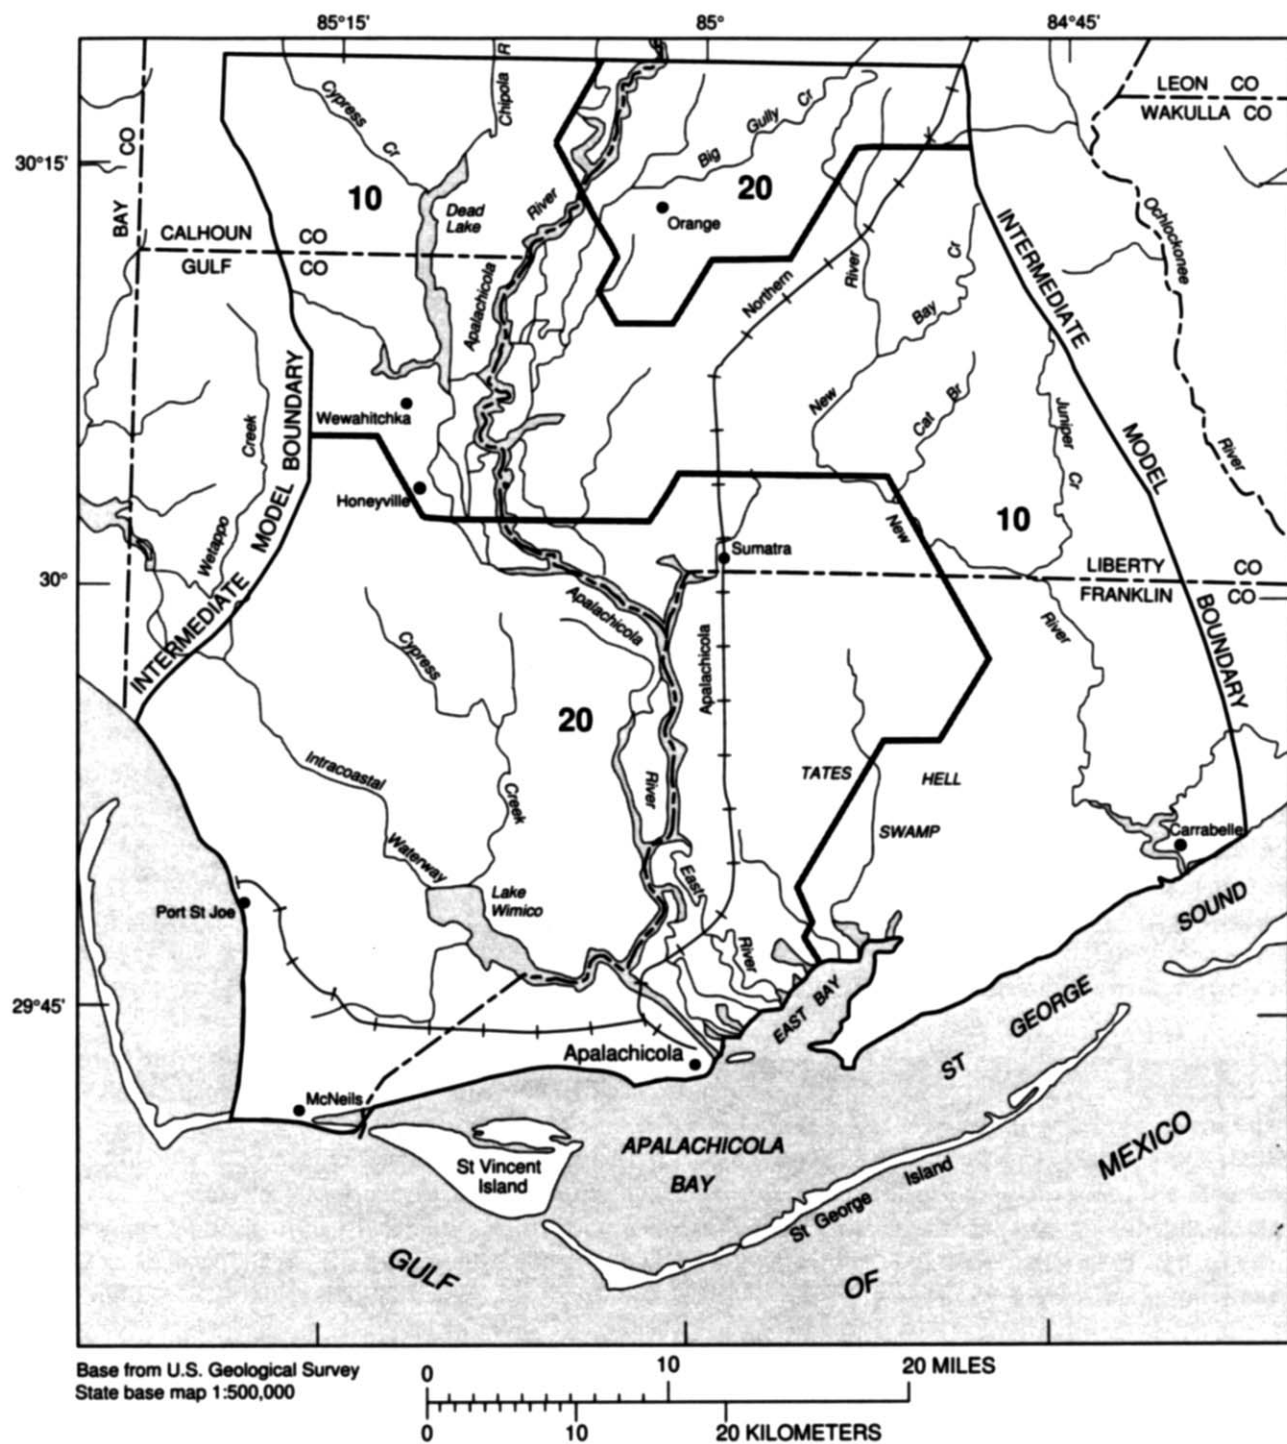 85°15'
85°
84°45'
R
Chipola
LEON CO
WAKULLA CO
Cypress
Cr
Big Gully Cr
30°15'
BAY CO
10
20
Dead
Lake
River
Orange
Ochlockonee
CALHOUN CO
GULF CO
INTERMEDIATE
Apalachicola
Northern
River
Cr
Bay
BOUNDARY
Wewahitchka
New
Cat Br
Juniper
Cr
MODEL
River
Creek
Honeyville
MODEL
10
New
Wetappo
Sumatra
30°
LIBERTY CO
FRANKLIN CO
INTERMEDIATE
Apalachicola
River
BOUNDARY
Cypress
Apalachicola
20
Intracoastal
River
TATES HELL
Creek
SWAMP
Carrabelle
Waterway
East
Lake
Wimico
Port St Joe
SOUND
River
29°45'
EAST BAY
GEORGE
Apalachicola
ST
McNeils
APALACHICOLA
BAY
MEXICO
St Vincent
Island
St George Island
GULF
OF
Base from U.S. Geological Survey
State base map 1:500,000
0 10 20 MILES
0 10 20 KILOMETERS